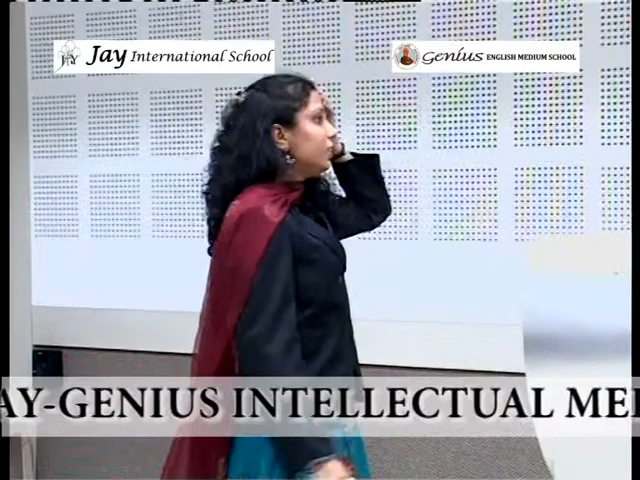 Jay International School
Genius ENGLISH MEDIUM SCHOOL
AY-GENIUS INTELLECTUAL ME